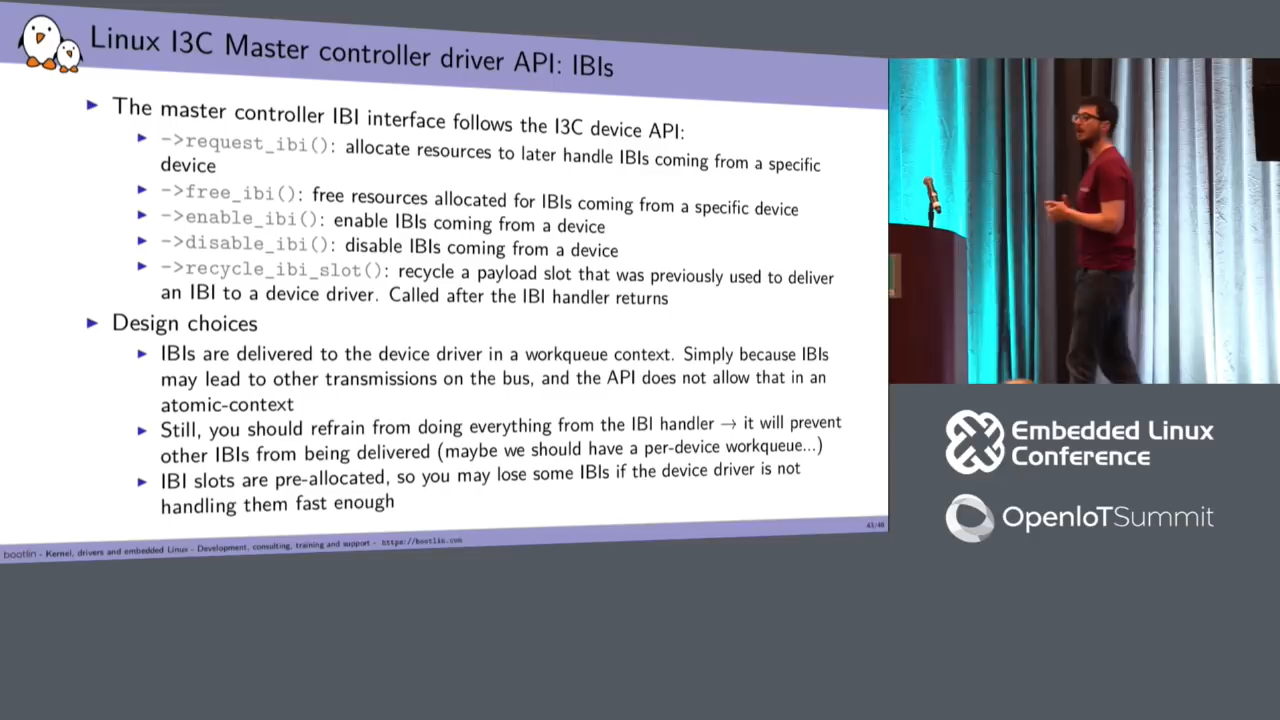 Linux I3C Master controller driver API: IBIs
▶ The master controller IBI interface follows the I3C device API:
▶ ->request_ibi(): allocate resources to later handle IBIs coming from a specific
device
▶ ->free_ibi(): free resources allocated for IBIs coming from a specific device
▶ ->enable_ibi(): enable IBIs coming from a device
▶ ->disable_ibi(): disable IBIs coming from a device
▶ ->recycle_ibi_slot(): recycle a payload slot that was previously used to deliver
an IBI to a device driver. Called after the IBI handler returns
▶ Design choices
▶ IBIs are delivered to the device driver in a workqueue context. Simply because IBIs
may lead to other transmissions on the bus, and the API does not allow that in an
atomic-context
▶ Still, you should refrain from doing everything from the IBI handler → it will prevent
other IBIs from being delivered (maybe we should have a per-device workqueue...)
▶ IBI slots are pre-allocated, so you may lose some IBIs if the device driver is not
handling them fast enough
bootlin - Kernel, drivers and embedded Linux - Development, consulting, training and support - https://bootlin.com
43/48
Embedded Linux
Conference
OpenIoTSummit